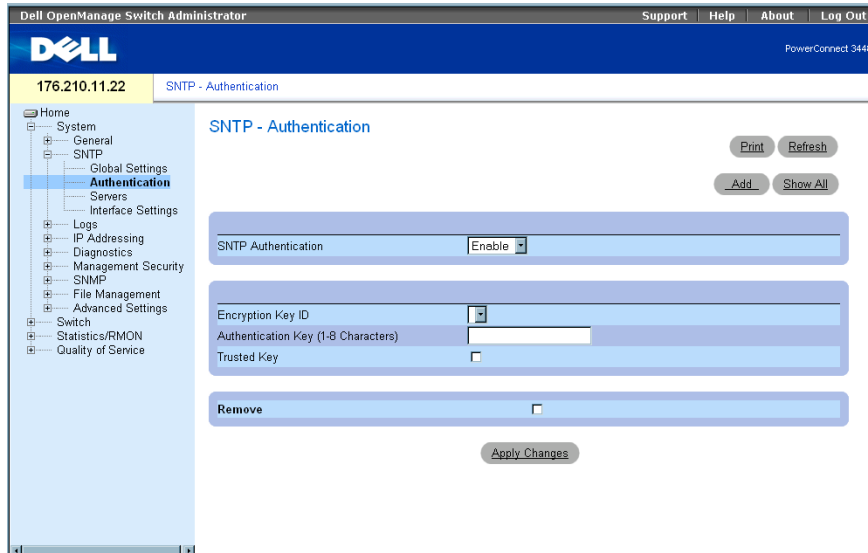 Dell OpenManage Switch Administrator
Support Help About Log Out
DELL
PowerConnect 3448
176.210.11.22
SNTP - Authentication
Home
System
General
SNTP
Global Settings
Authentication
Servers
Interface Settings
Logs
IP Addressing
Diagnostics
Management Security
SNMP
File Management
Advanced Settings
Switch
Statistics/RMON
Quality of Service
SNTP - Authentication
Print Refresh
Add Show All
SNTP Authentication Enable
Encryption Key ID
Authentication Key (1-8 Characters)
Trusted Key
Remove
Apply Changes